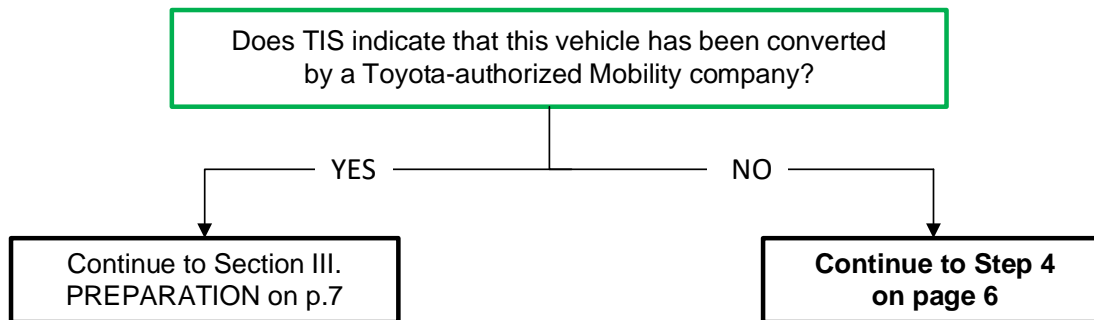 Does TIS indicate that this vehicle has been converted
by a Toyota-authorized Mobility company?
YES
NO
Continue to Section III.
PREPARATION on p.7
Continue to Step 4
on page 6